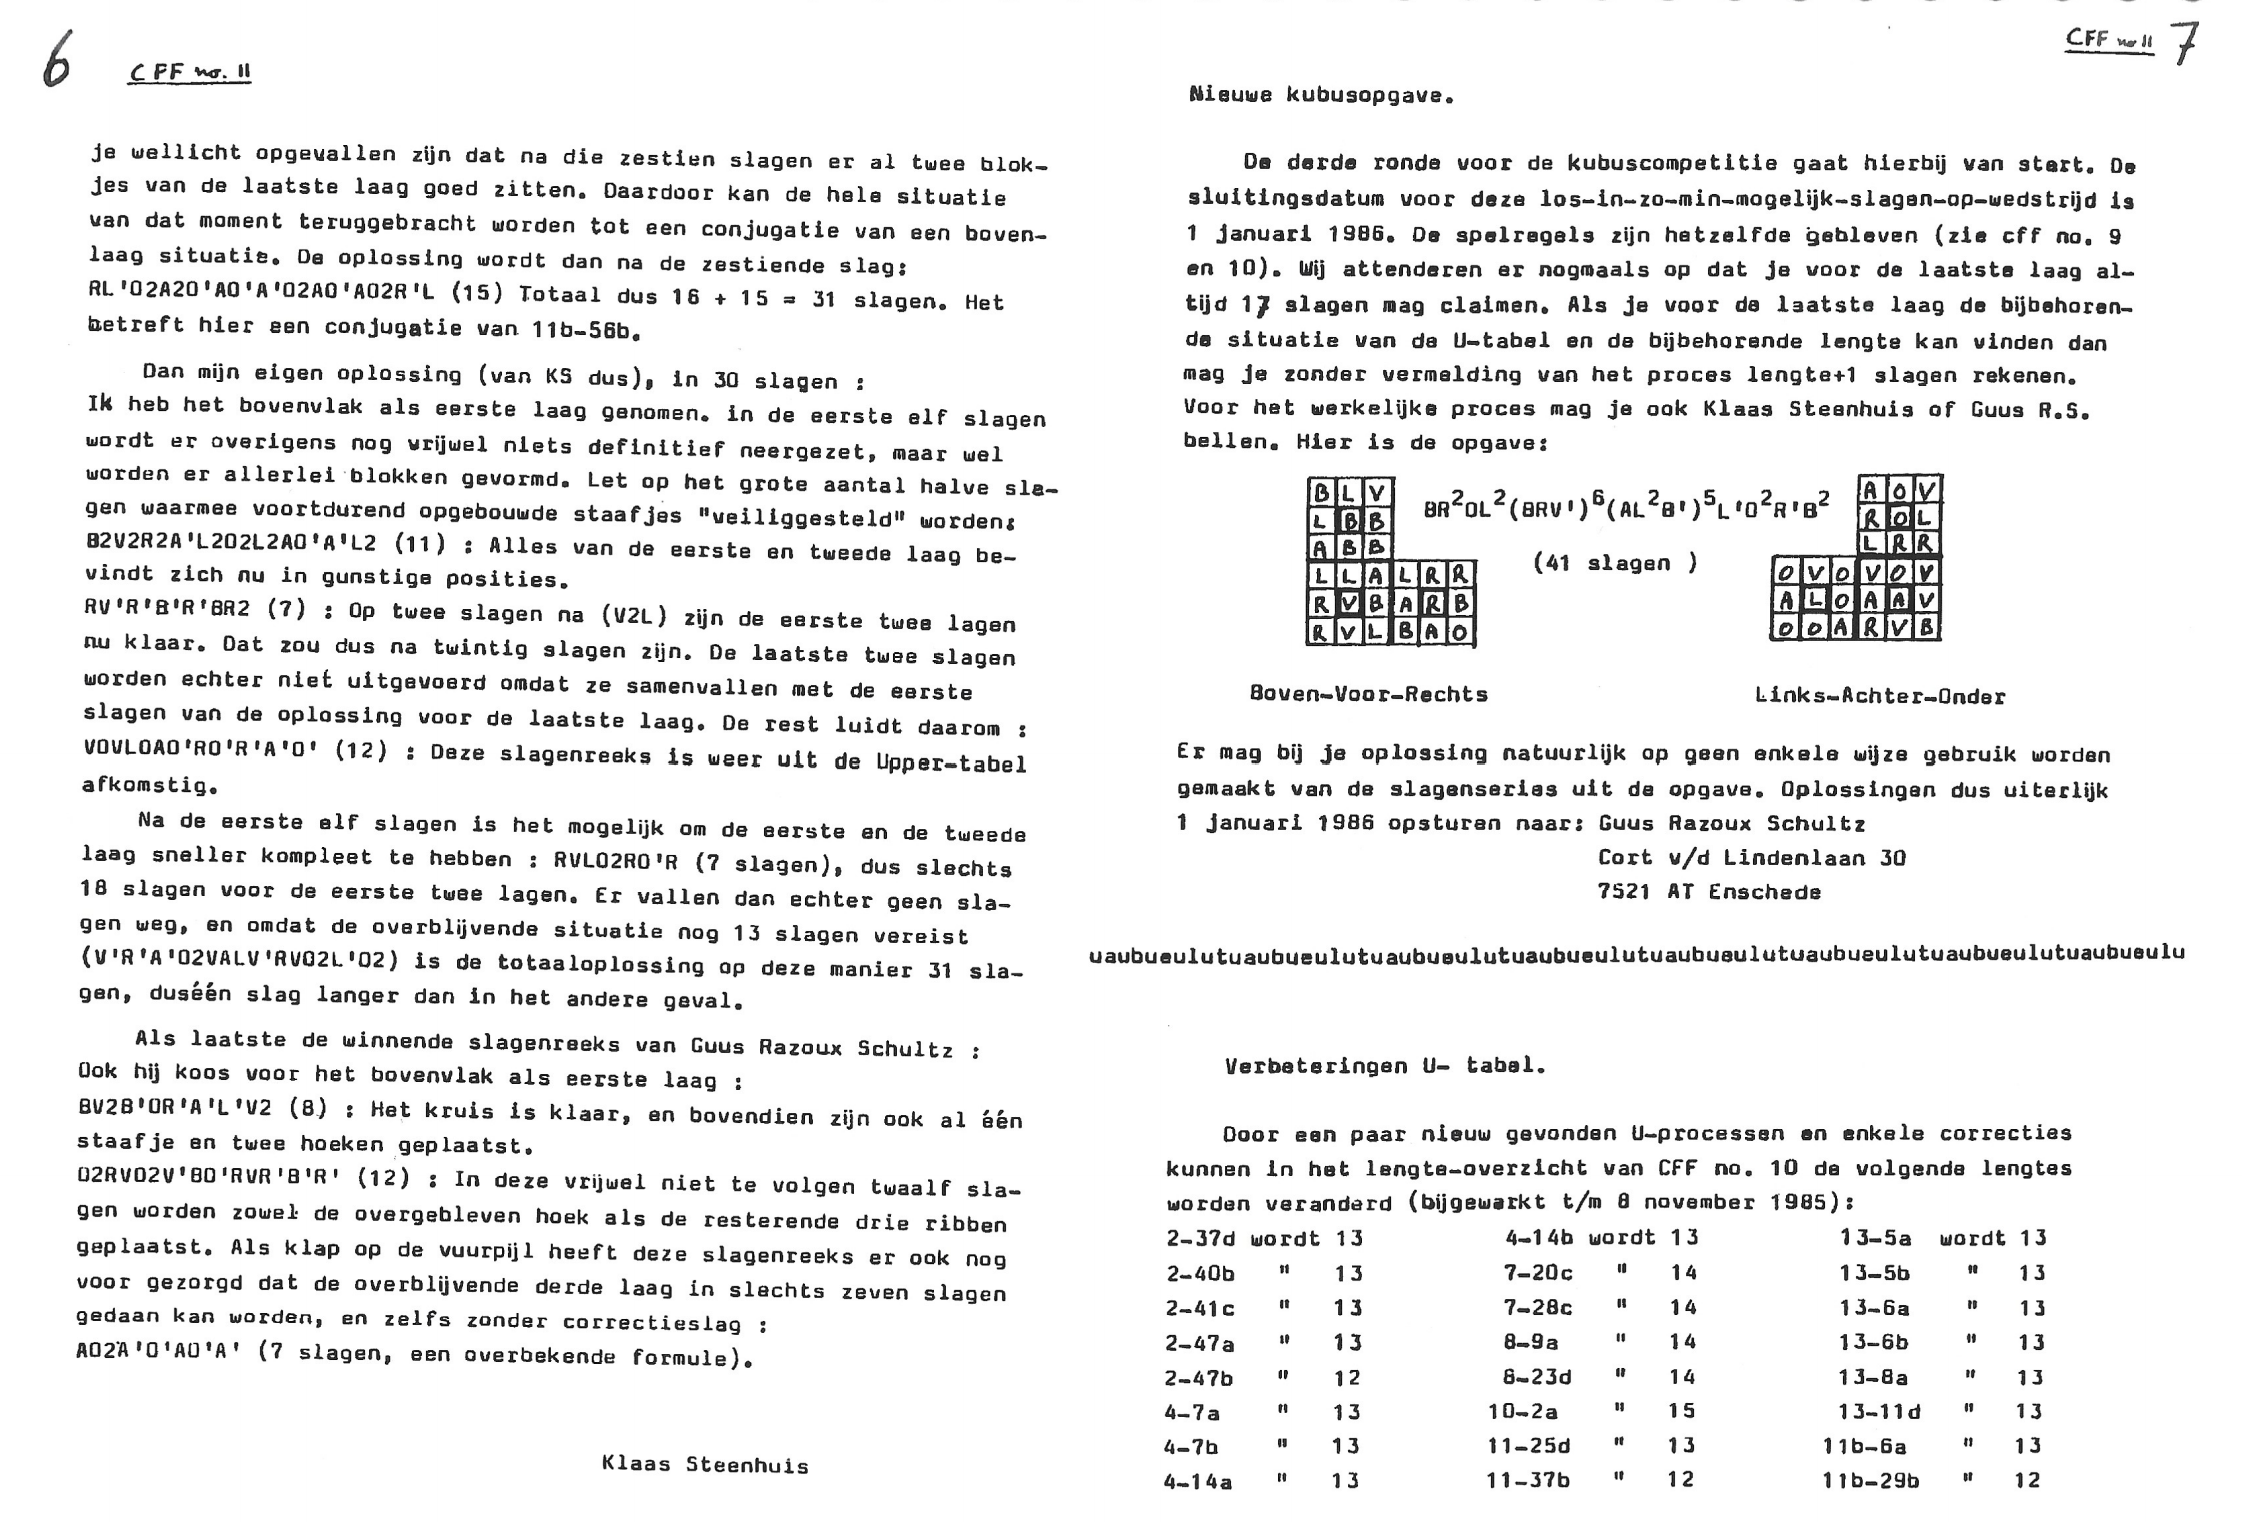 6
CFF no. 11
je wellicht opgevallen zijn dat na die zestien slagen er al twee blok-
jes van de laatste laag goed zitten. Daardoor kan de hele situatie
van dat moment teruggebracht worden tot een conjugatie van een boven-
laag situatie. De oplossing wordt dan na de zestiende slag:
RL'O2A2O'AO'A'O2AO'AO2R'L (15) Totaal dus 16 + 15 = 31 slagen. Het
betreft hier een conjugatie van 11b-56b.
Dan mijn eigen oplossing (van KS dus), in 30 slagen :
Ik heb het bovenvlak als eerste laag genomen. in de eerste elf slagen
wordt er overigens nog vrijwel niets definitief neergezet, maar wel
worden er allerlei blokken gevormd. Let op het grote aantal halve sla-
gen waarmee voortdurend opgebouwde staafjes "veiliggesteld" worden:
B2V2R2A'L2O2L2AO'A'L2 (11) : Alles van de eerste en tweede laag be-
vindt zich nu in gunstige posities.
RV'R'B'R'BR2 (7) : Op twee slagen na (V2L) zijn de eerste twee lagen
nu klaar. Dat zou dus na twintig slagen zijn. De laatste twee slagen
worden echter niet uitgevoerd omdat ze samenvallen met de eerste
slagen van de oplossing voor de laatste laag. De rest luidt daarom :
VOVLOAO'RO'R'A'O' (12) : Deze slagenreeks is weer uit de Upper-tabel
afkomstig.
Na de eerste elf slagen is het mogelijk om de eerste en de tweede
laag sneller kompleet te hebben : RVLO2RO'R (7 slagen), dus slechts
18 slagen voor de eerste twee lagen. Er vallen dan echter geen sla-
gen weg, en omdat de overblijvende situatie nog 13 slagen vereist
(V'R'A'O2VALV'RVO2L'O2) is de totaaloplossing op deze manier 31 sla-
gen, duséén slag langer dan in het andere geval.
Als laatste de winnende slagenreeks van Guus Razoux Schultz :
Ook hij koos voor het bovenvlak als eerste laag :
BV2B'OR'A'L'V2 (8) : Het kruis is klaar, en bovendien zijn ook al één
staafje en twee hoeken geplaatst.
O2RVO2V'BO'RVR'B'R' (12) : In deze vrijwel niet te volgen twaalf sla-
gen worden zowel de overgebleven hoek als de resterende drie ribben
geplaatst. Als klap op de vuurpijl heeft deze slagenreeks er ook nog
voor gezorgd dat de overblijvende derde laag in slechts zeven slagen
gedaan kan worden, en zelfs zonder correctieslag :
AO2A'O'AO'A' (7 slagen, een overbekende formule).
Klaas Steenhuis
CFF no 11 7
Nieuwe kubusopgave.
De derde ronde voor de kubuscompetitie gaat hierbij van start. De
sluitingsdatum voor deze los-in-zo-min-mogelijk-slagen-op-wedstrijd is
1 januari 1986. De spelregels zijn hetzelfde gebleven (zie cff no. 9
en 10). Wij attenderen er nogmaals op dat je voor de laatste laag al-
tijd 17 slagen mag claimen. Als je voor de laatste laag de bijbehoren-
de situatie van de U-tabel en de bijbehorende lengte kan vinden dan
mag je zonder vermelding van het proces lengte+1 slagen rekenen.
Voor het werkelijke proces mag je ook Klaas Steenhuis of Guus R.S.
bellen. Hier is de opgave:
B L V
L B B
A B B
L L A L R R
R V B A R B
R V L B A O
BR²OL²(BRV')⁶(AL²B')⁵L'O²R'B²
(41 slagen )
A O V
R O L
L R R
O V O V O V
A L O A A V
O O A R V B
Boven-Voor-Rechts
Links-Achter-Onder
Er mag bij je oplossing natuurlijk op geen enkele wijze gebruik worden
gemaakt van de slagenseries uit de opgave. Oplossingen dus uiterlijk
1 januari 1986 opsturen naar: Guus Razoux Schultz
Cort v/d Lindenlaan 30
7521 AT Enschede
uaubueulutuaubueulutuaubueulutuaubueulutuaubueulutuaubueulutuaubueulutuaubueulu
Verbeteringen U- tabel.
Door een paar nieuw gevonden U-processen en enkele correcties
kunnen in het lengte-overzicht van CFF no. 10 de volgende lengtes
worden veranderd (bijgewerkt t/m 8 november 1985):
2-37d wordt 13 4-14b wordt 13 13-5a wordt 13
2-40b " 13 7-20c " 14 13-5b " 13
2-41c " 13 7-28c " 14 13-6a " 13
2-47a " 13 8-9a " 14 13-6b " 13
2-47b " 12 8-23d " 14 13-8a " 13
4-7a " 13 10-2a " 15 13-11d " 13
4-7b " 13 11-25d " 13 11b-6a " 13
4-14a " 13 11-37b " 12 11b-29b " 12